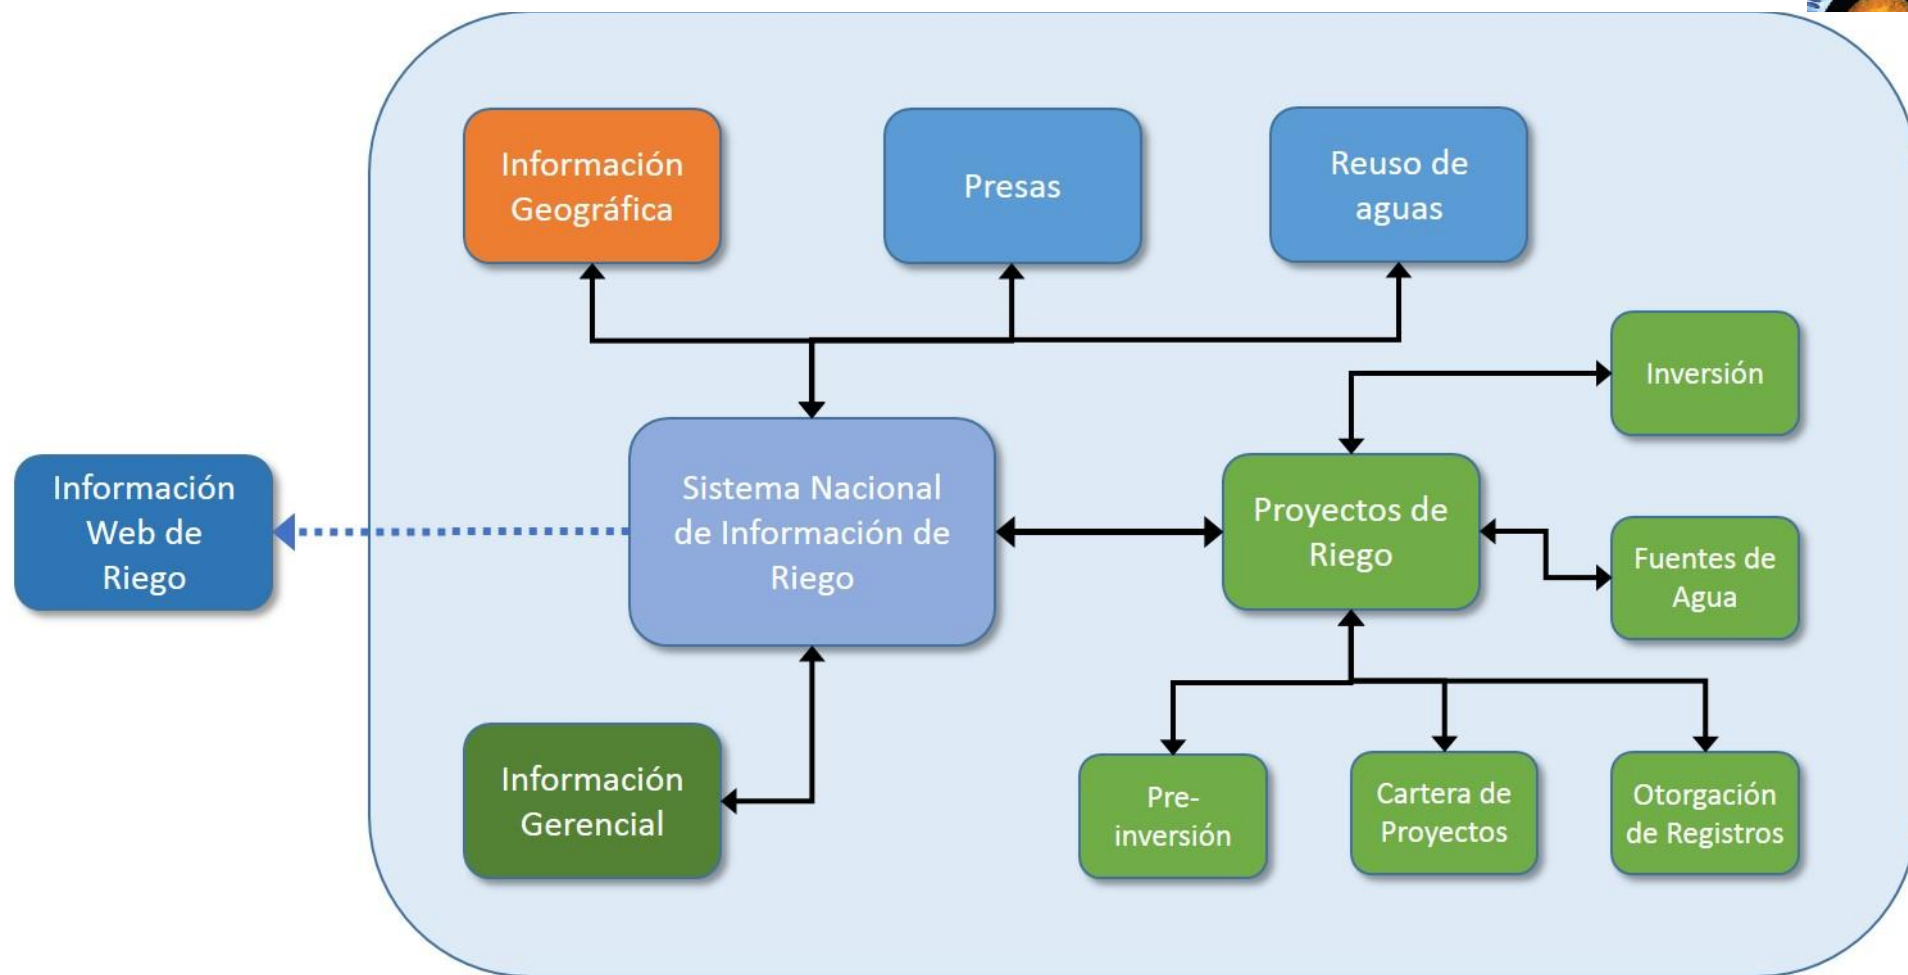 Información
Geográfica
Presas
Reuso de
aguas
Inversión
Información
Web de
Riego
Sistema Nacional
de Información de
Riego
Proyectos de
Riego
Fuentes de
Agua
Información
Gerencial
Pre-
inversión
Cartera de
Proyectos
Otorgación
de Registros